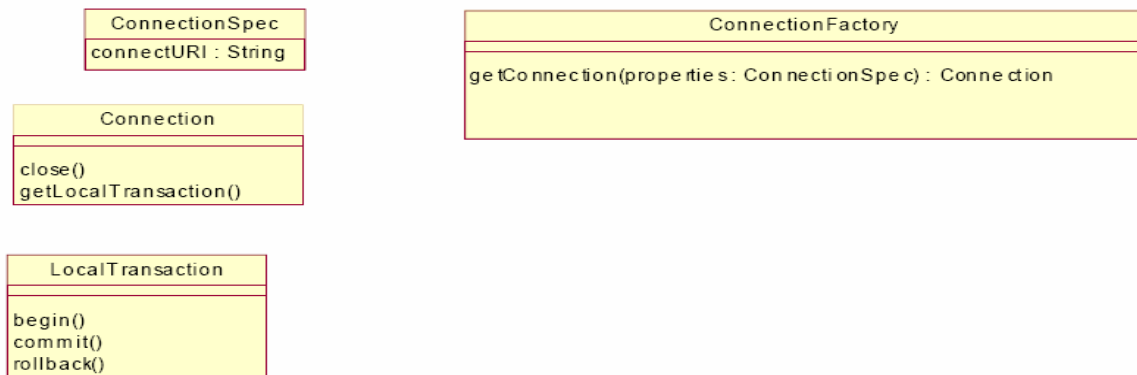 ConnectionSpec
connectURI : String
ConnectionFactory
getConnection(properties: ConnectionSpec) : Connection
Connection
close()
getLocalTransaction()
LocalTransaction
begin()
commit()
rollback()